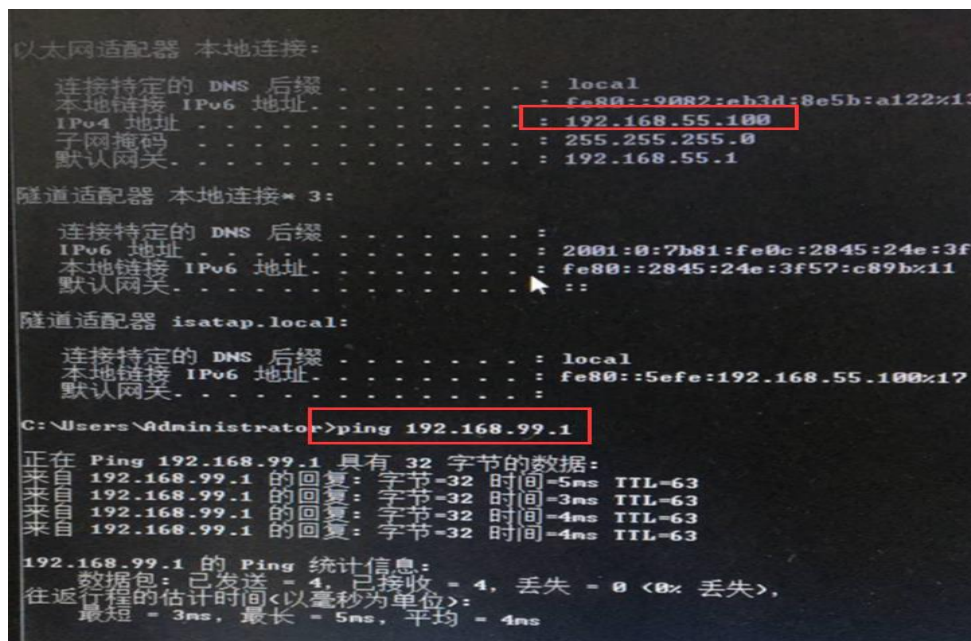 以太网适配器 本地连接:
连接特定的 DNS 后缀 . . . . . . . : local
本地链接 IPv6 地址. . . . . . . . : fe80::9082:eb3d:8e5b:a122%1
IPv4 地址 . . . . . . . . . . . . : 192.168.55.100
子网掩码 . . . . . . . . . . . . : 255.255.255.0
默认网关. . . . . . . . . . . . . : 192.168.55.1
隧道适配器 本地连接* 3:
连接特定的 DNS 后缀 . . . . . . . :
IPv6 地址 . . . . . . . . . . . . : 2001:0:7b81:fe0c:2845:24e:3f
本地链接 IPv6 地址. . . . . . . . : fe80::2845:24e:3f57:c89b%11
默认网关. . . . . . . . . . . . . : ::
隧道适配器 isatap.local:
连接特定的 DNS 后缀 . . . . . . . : local
本地链接 IPv6 地址. . . . . . . . : fe80::5efe:192.168.55.100%17
默认网关. . . . . . . . . . . . . :
C:\Users\Administrator>ping 192.168.99.1
正在 Ping 192.168.99.1 具有 32 字节的数据:
来自 192.168.99.1 的回复: 字节=32 时间=5ms TTL=63
来自 192.168.99.1 的回复: 字节=32 时间=3ms TTL=63
来自 192.168.99.1 的回复: 字节=32 时间=4ms TTL=63
来自 192.168.99.1 的回复: 字节=32 时间=4ms TTL=63
192.168.99.1 的 Ping 统计信息:
数据包: 已发送 = 4, 已接收 = 4, 丢失 = 0 <0% 丢失>,
往返行程的估计时间<以毫秒为单位>:
最短 = 3ms, 最长 = 5ms, 平均 = 4ms